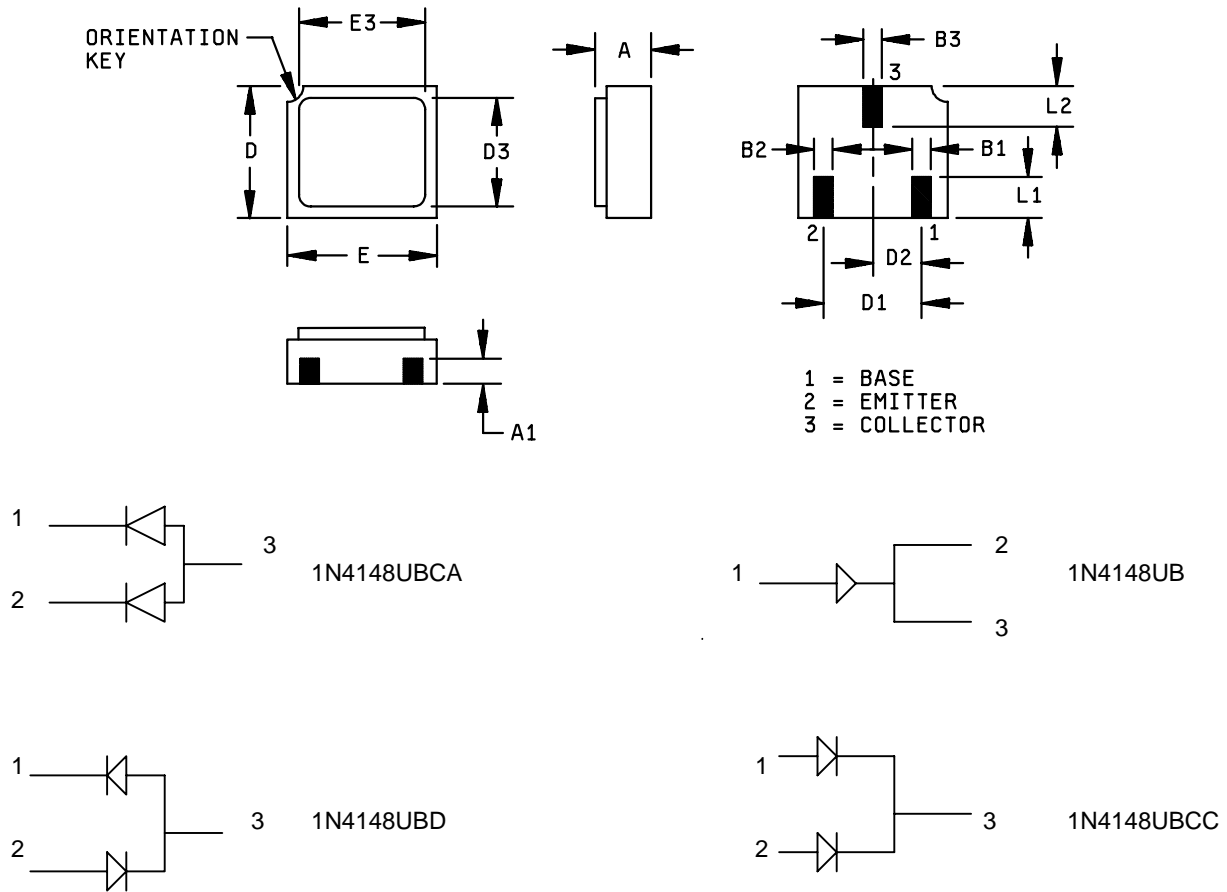 ORIENTATION
KEY
E3
D
D3
E
A
B3
3
L2
B2
B1
L1
2
1
D2
D1
A1
1 = BASE
2 = EMITTER
3 = COLLECTOR
1
2
3
1N4148UBCA
1
2
3
1N4148UB
1
2
3
1N4148UBD
1
2
3
1N4148UBCC